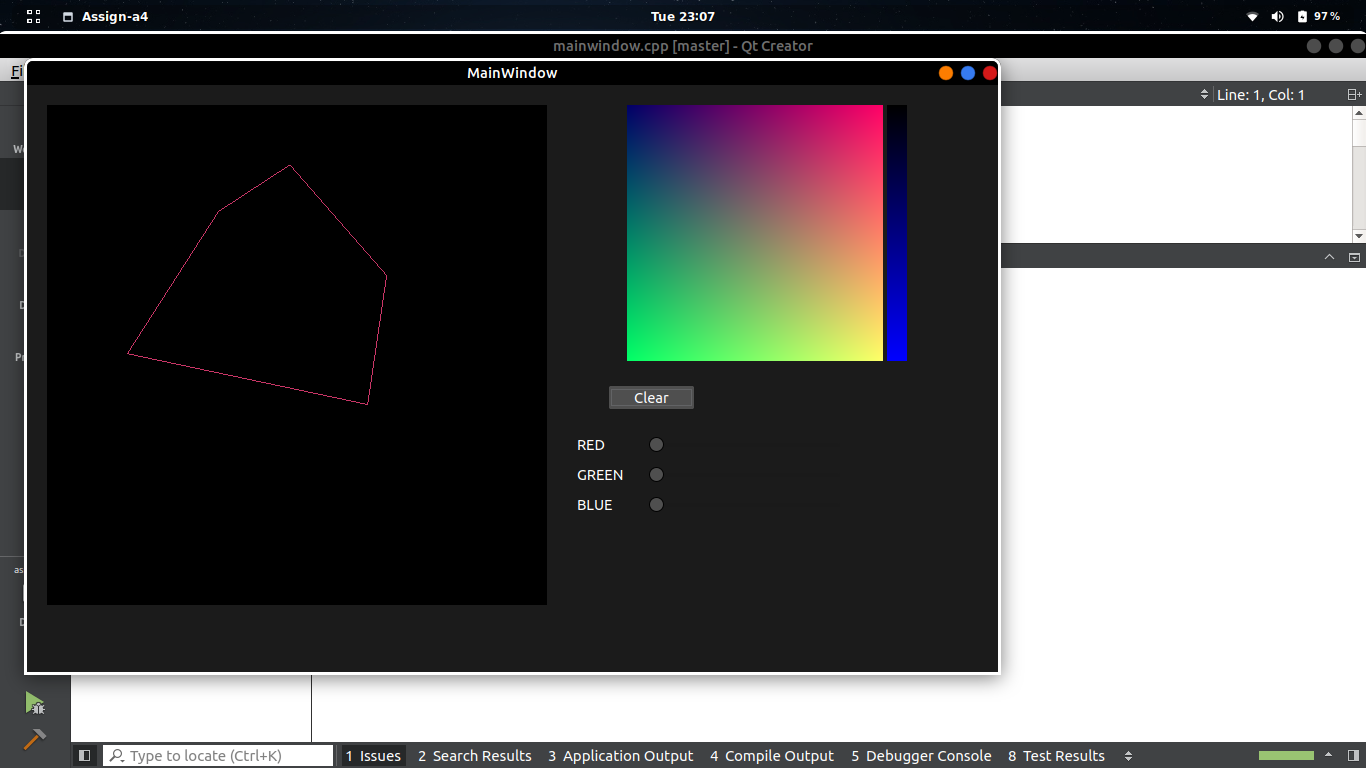 Assign-a4
Tue 23:07
97 %
mainwindow.cpp [master] - Qt Creator
MainWindow
Line: 1, Col: 1
Clear
RED
GREEN
BLUE
Type to locate (Ctrl+K)
1 Issues
2 Search Results
3 Application Output
4 Compile Output
5 Debugger Console
8 Test Results